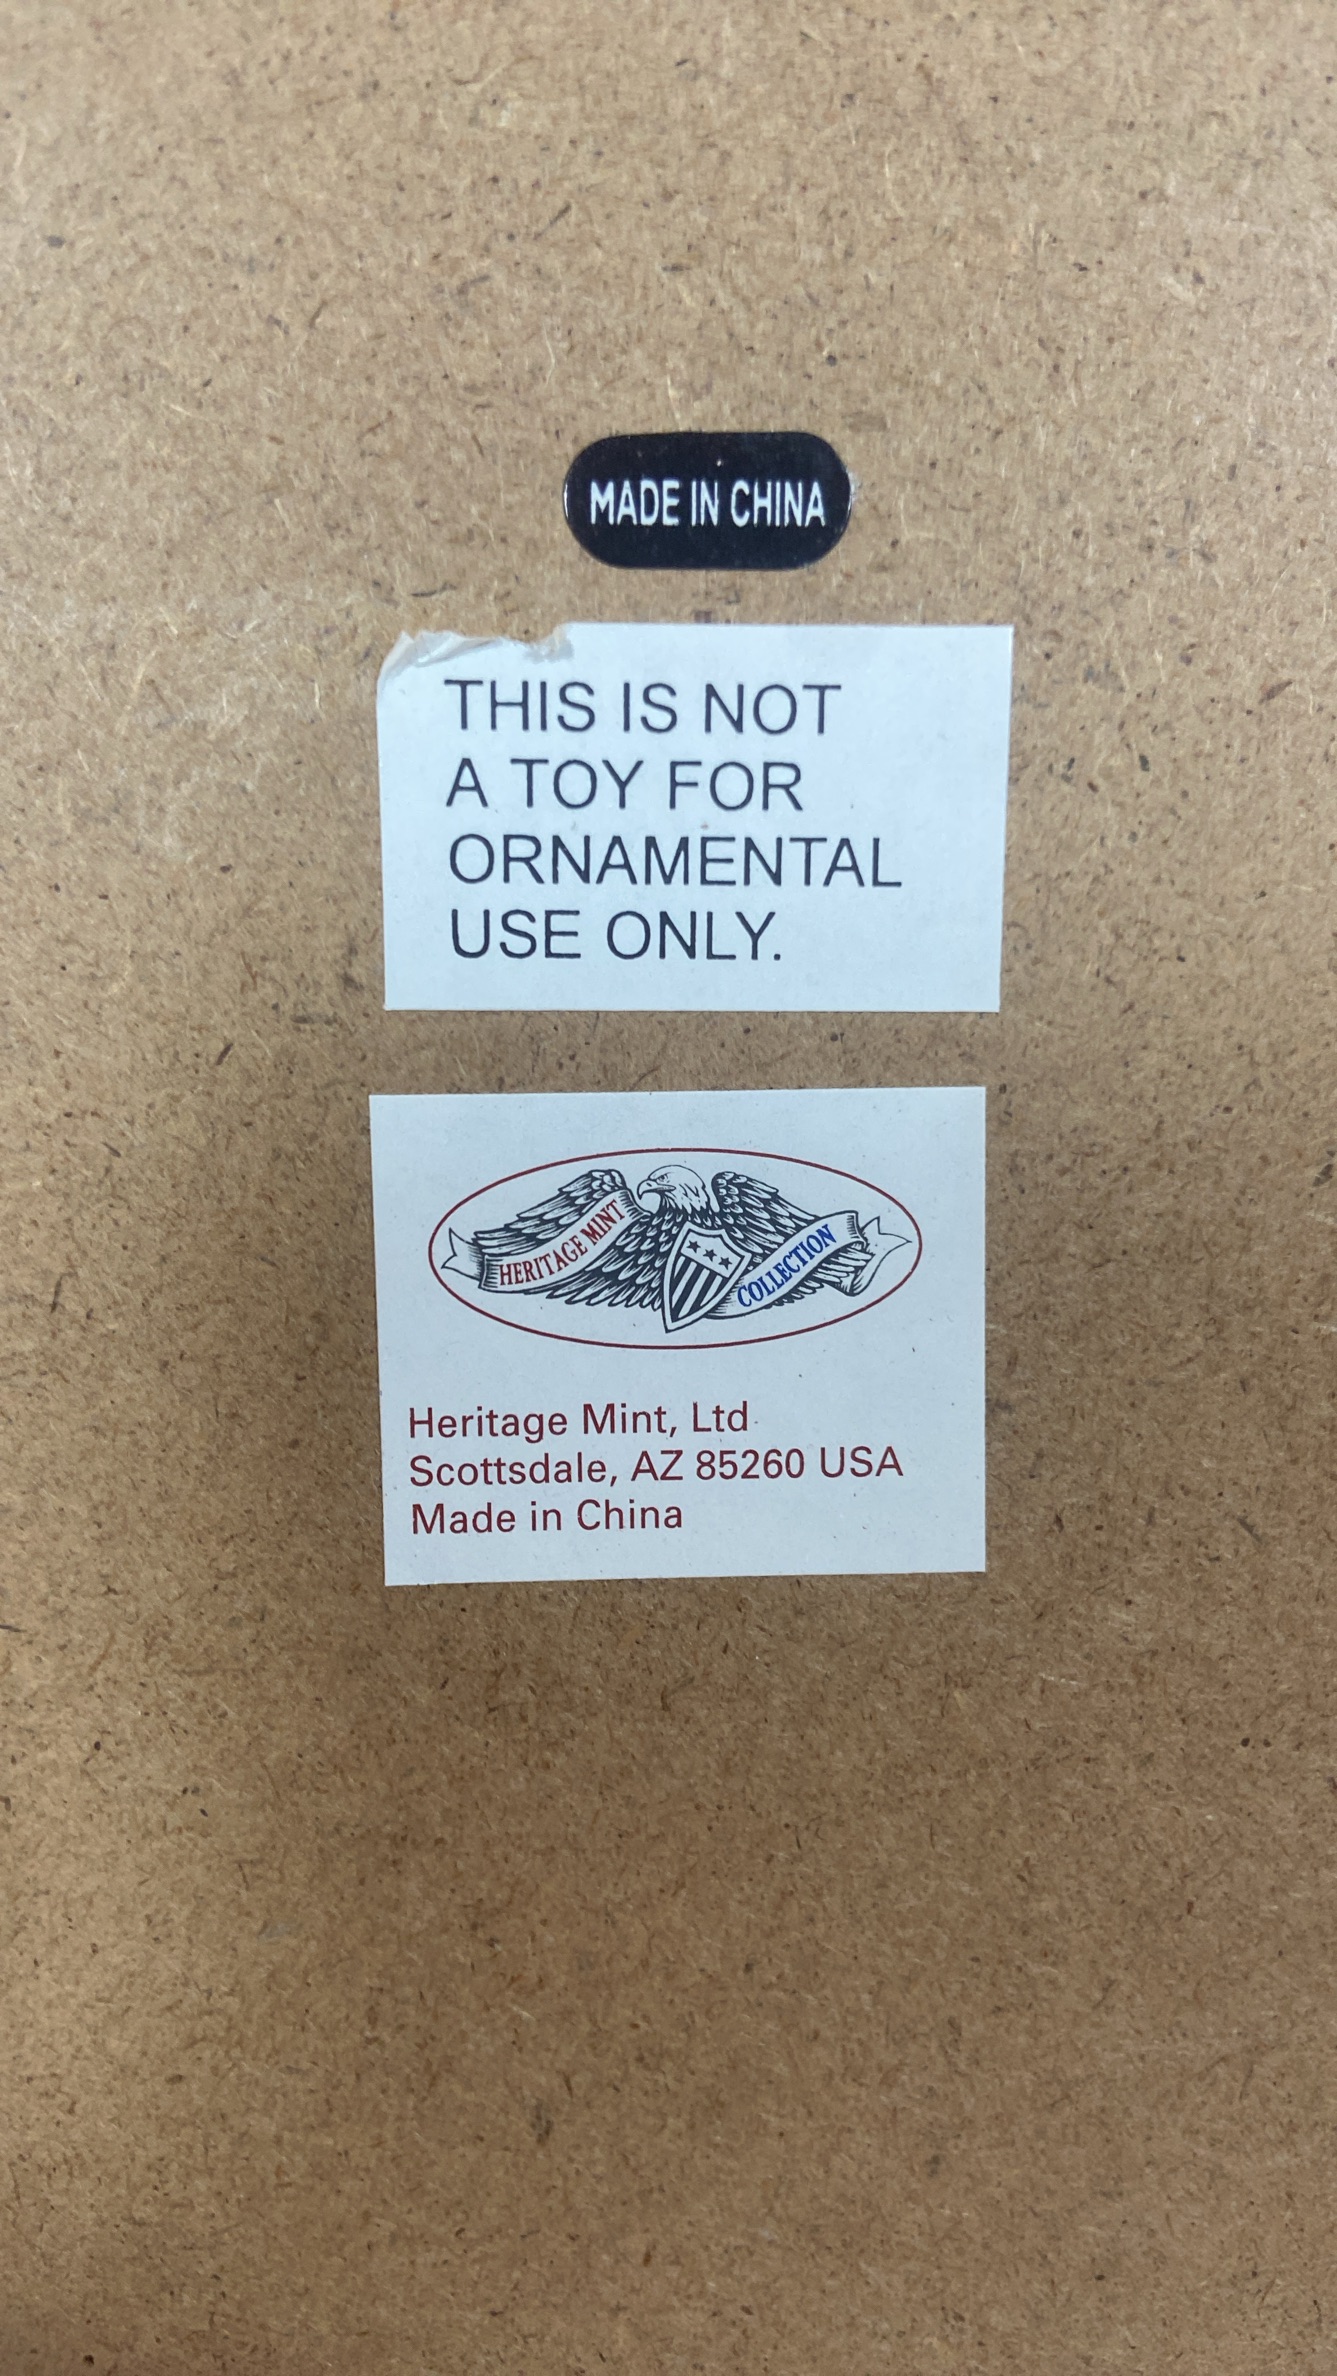 MADE IN CHINA
THIS IS NOT
A TOY FOR
ORNAMENTAL
USE ONLY.
HERITAGE MINT
COLLECTION
Heritage Mint, Ltd
Scottsdale, AZ 85260 USA
Made in China